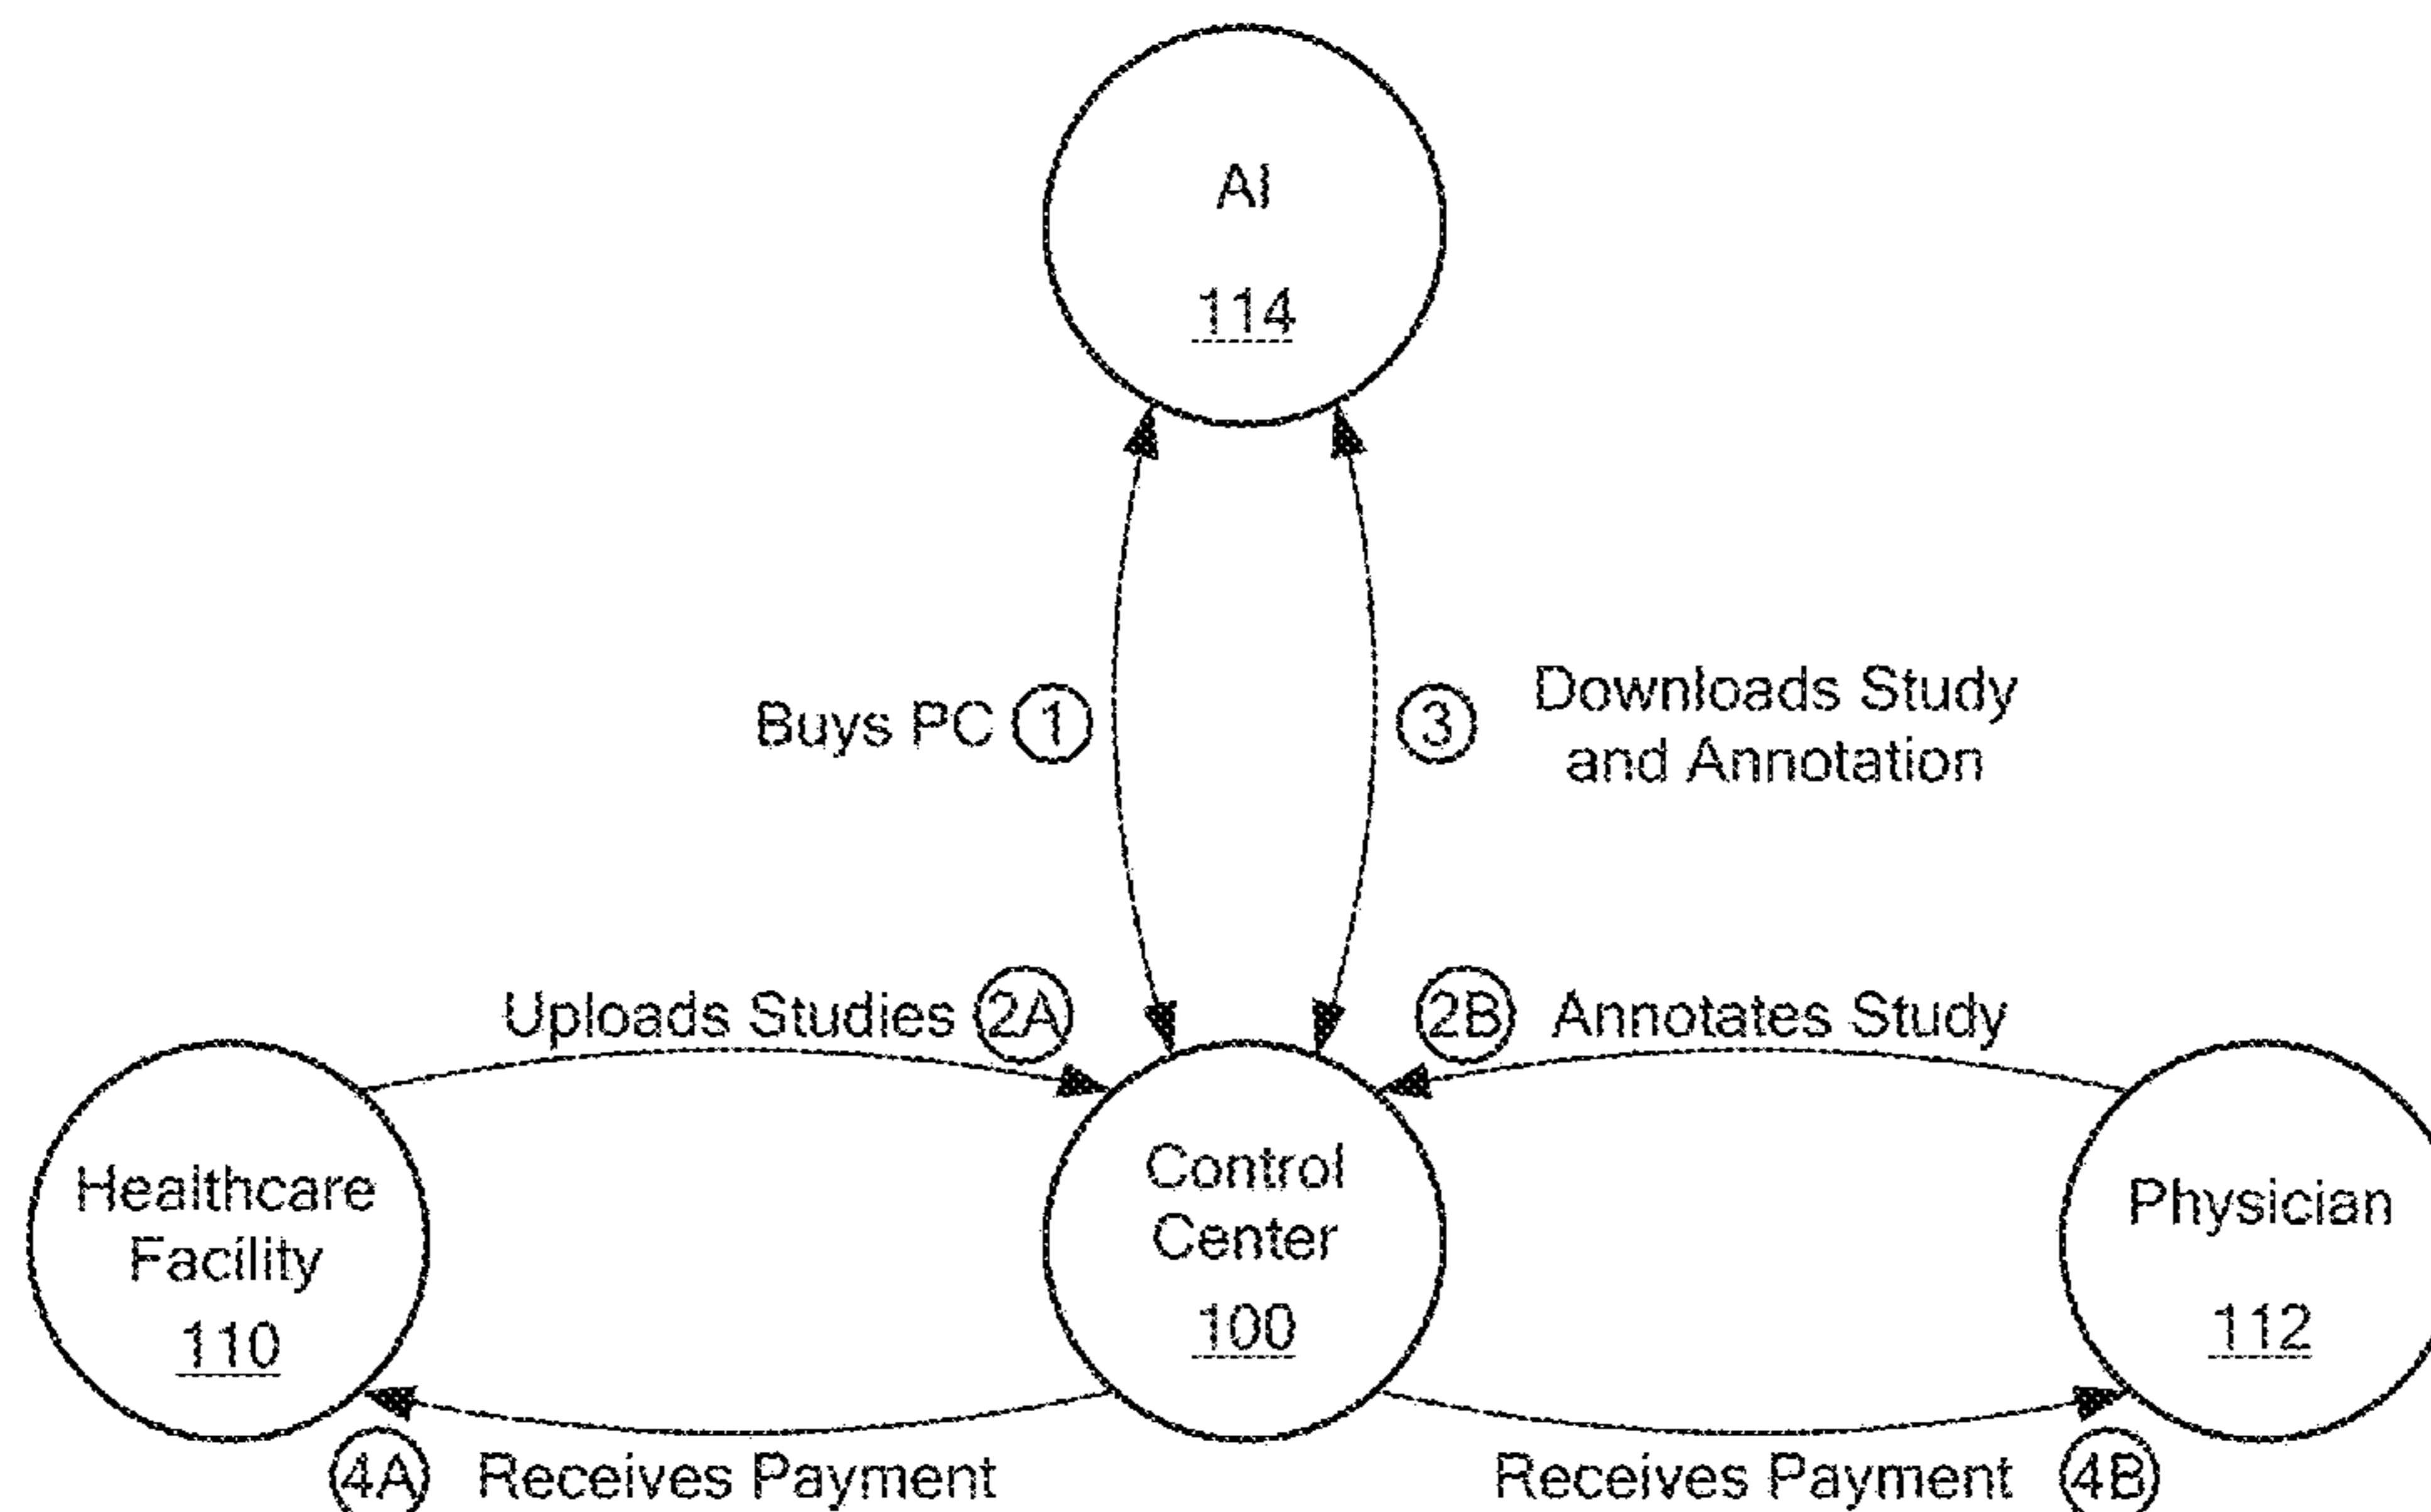 AI
114
Buys PC 1
3 Downloads Study
and Annotation
Uploads Studies 2A
2B Annotates Study
Healthcare
Facility
110
Control
Center
100
Physician
112
4A Receives Payment
Receives Payment 4B